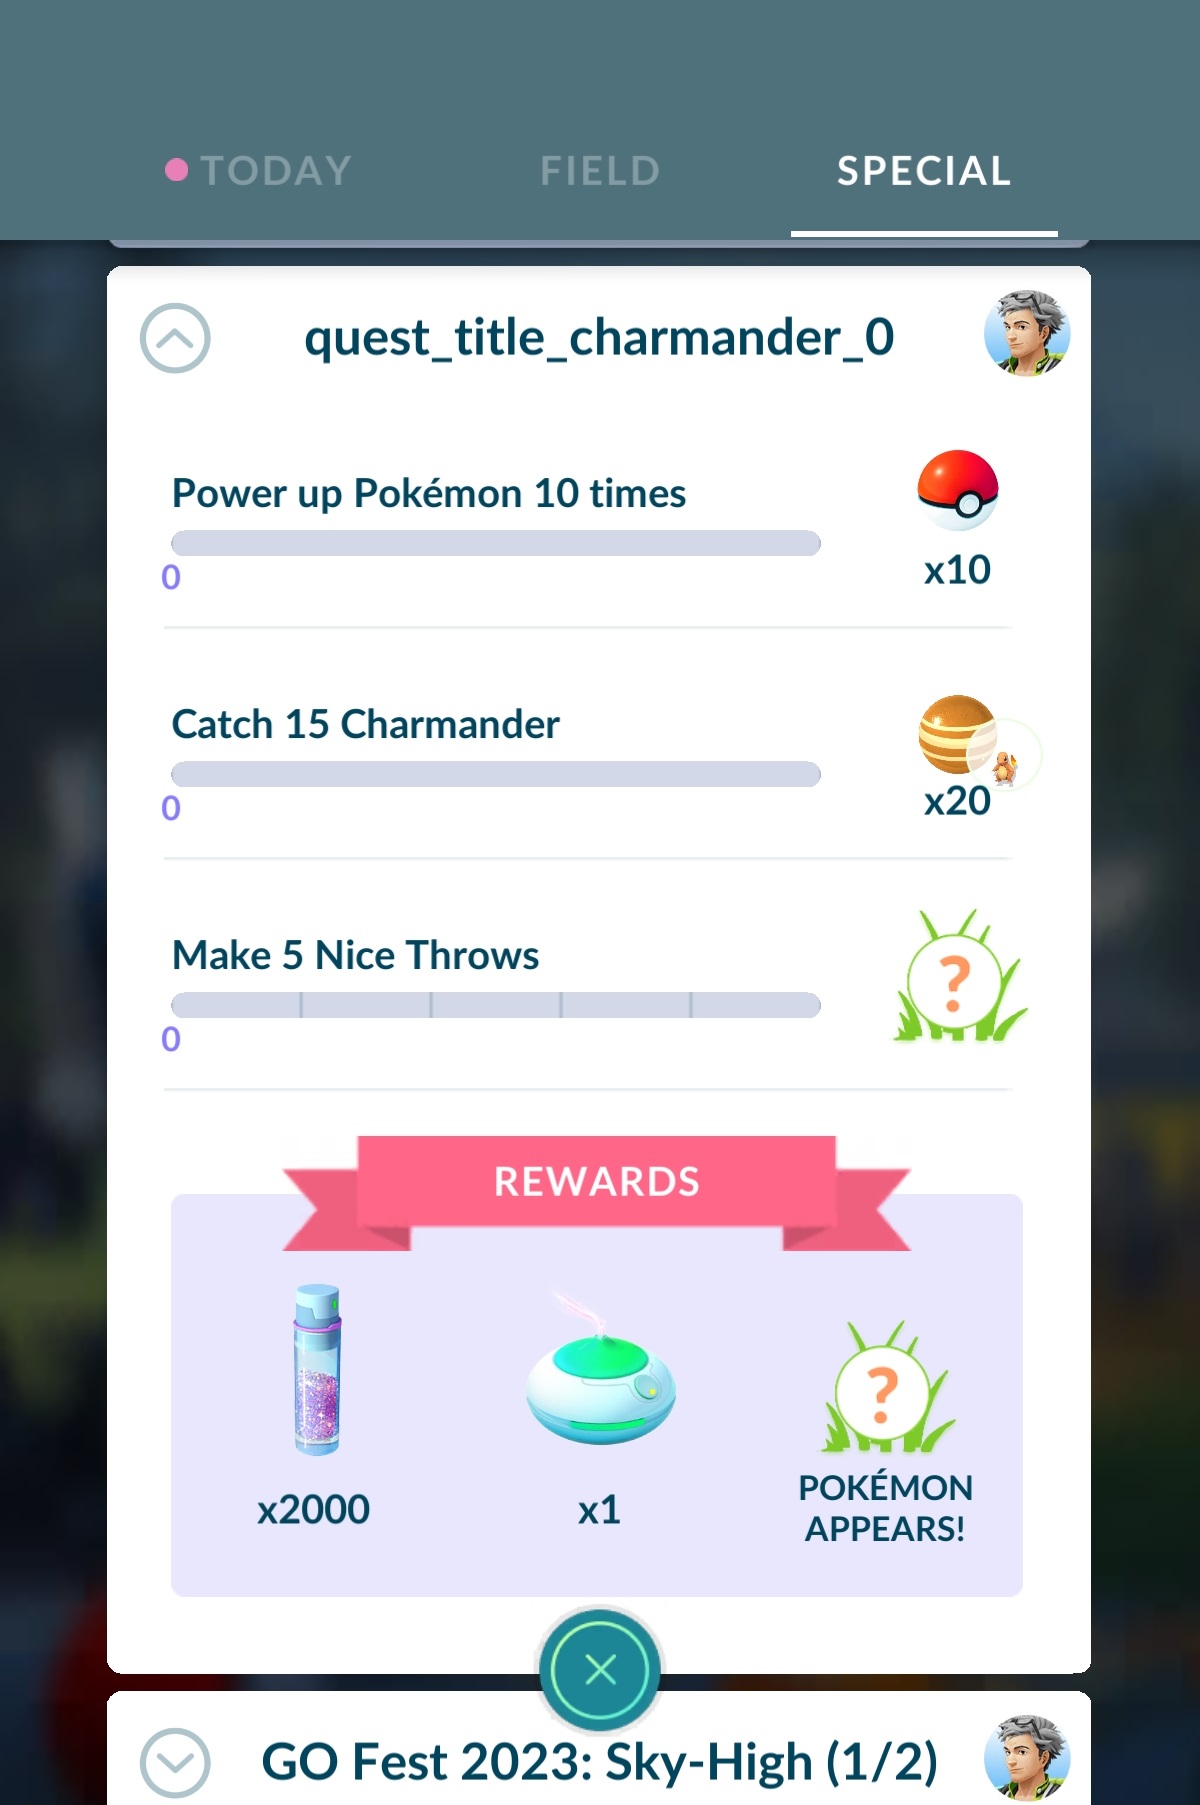 TODAY
FIELD
SPECIAL
quest_title_charmander_0
Power up Pokémon 10 times
0
x10
Catch 15 Charmander
0
x20
Make 5 Nice Throws
0
?
REWARDS
?
x2000
x1
POKÉMON
APPEARS!
GO Fest 2023: Sky-High (1/2)